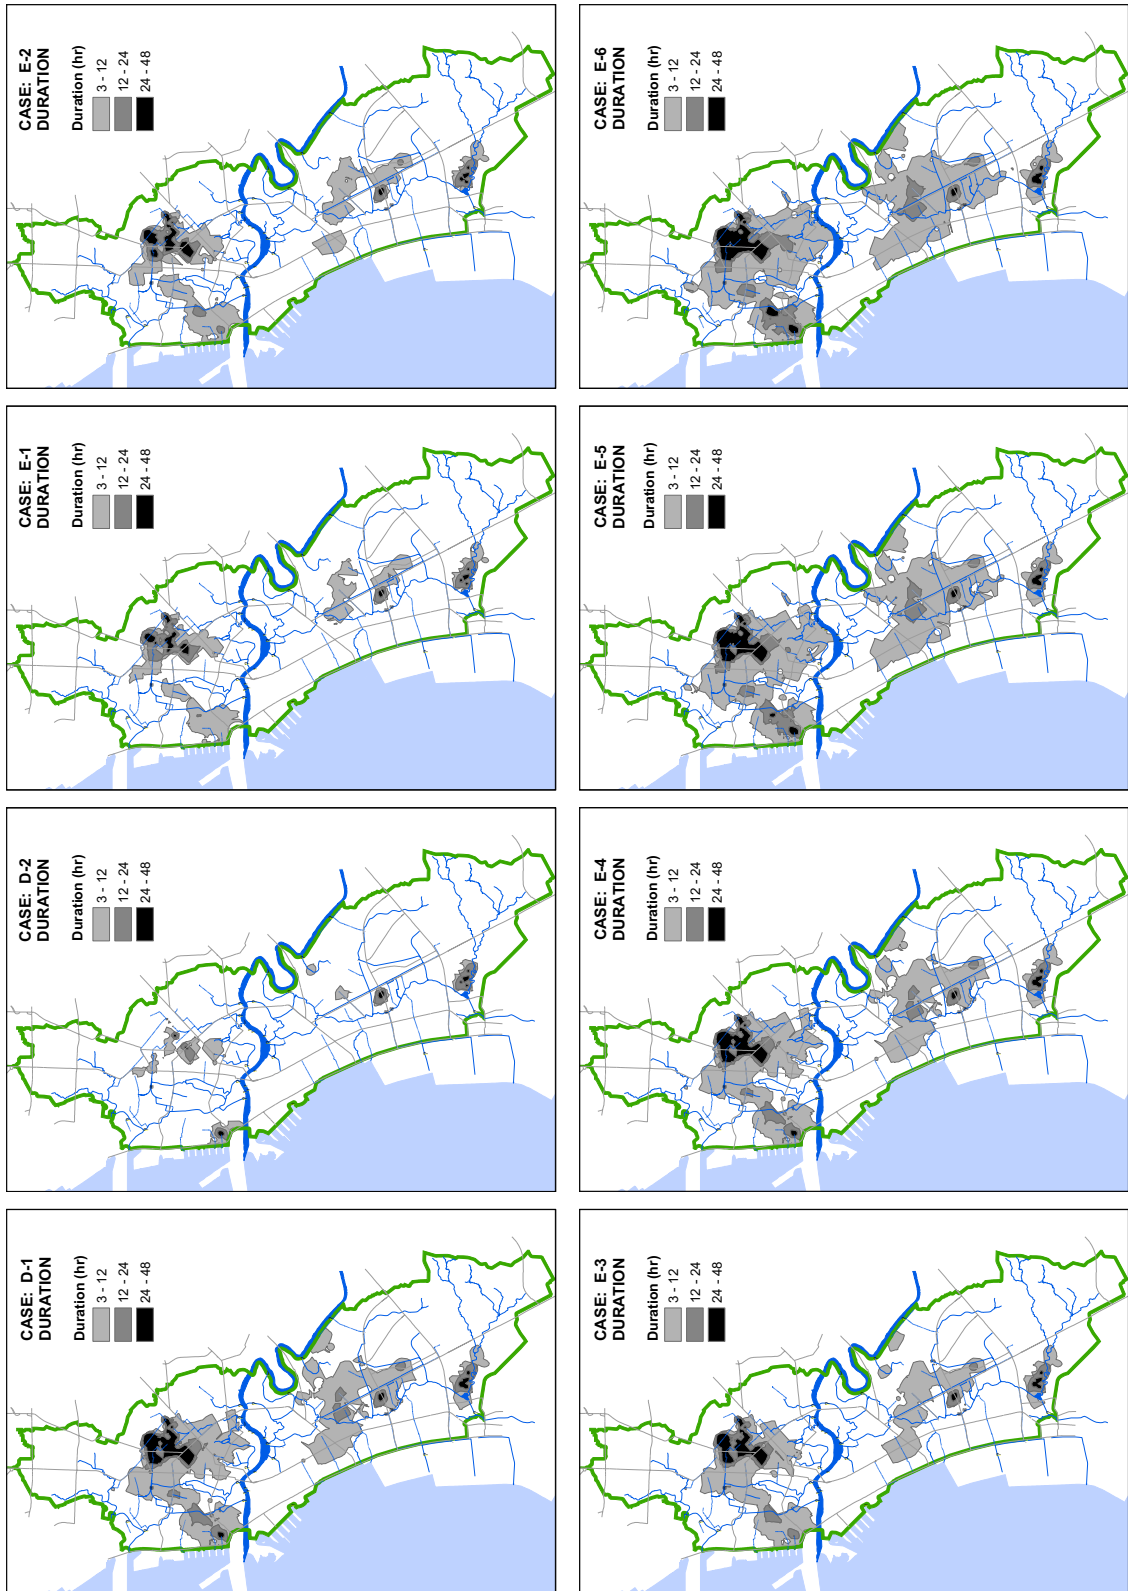 CASE: D-1
DURATION
Duration (hr)
3 - 12
12 - 24
24 - 48
CASE: D-2
DURATION
Duration (hr)
3 - 12
12 - 24
24 - 48
CASE: E-1
DURATION
Duration (hr)
3 - 12
12 - 24
24 - 48
CASE: E-2
DURATION
Duration (hr)
3 - 12
12 - 24
24 - 48
CASE: E-3
DURATION
Duration (hr)
3 - 12
12 - 24
24 - 48
CASE: E-4
DURATION
Duration (hr)
3 - 12
12 - 24
24 - 48
CASE: E-5
DURATION
Duration (hr)
3 - 12
12 - 24
24 - 48
CASE: E-6
DURATION
Duration (hr)
3 - 12
12 - 24
24 - 48